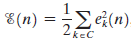 ℰ(n) = 1/2 ∑_{k∈C} e_k^2(n).